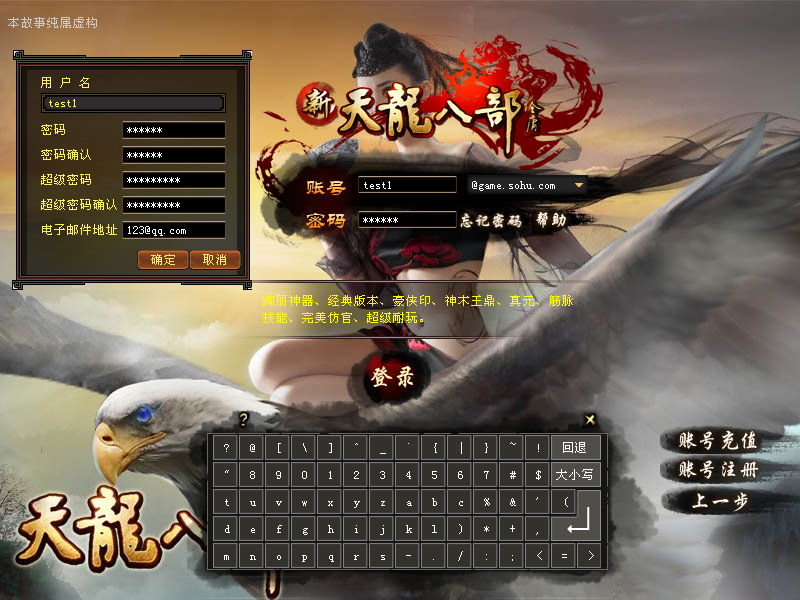 本故事纯属虚构
用 户 名
test1
密码 ******
密码确认 ******
超级密码 *********
超级密码确认 *********
电子邮件地址 123@qq.com
确定 取消
新天龍八部 金庸
账号 test1 @game.sohu.com
密码 ****** 忘记密码 帮助
绚丽神器、经典版本、豪侠印、神木王鼎、真元、筋脉
技能、完美仿官、超级耐玩。
登录
? x
? @ [ \ ] ^ _ ` { | } ~ ! 回退
" 8 9 0 1 2 3 4 5 6 7 # $ 大小写
t u v w x y z a b c % & ' (
d e f g h i j k l ) * + ,
m n o p q r s - . / : ; < = >
账号充值
账号注册
上一步
天龍八